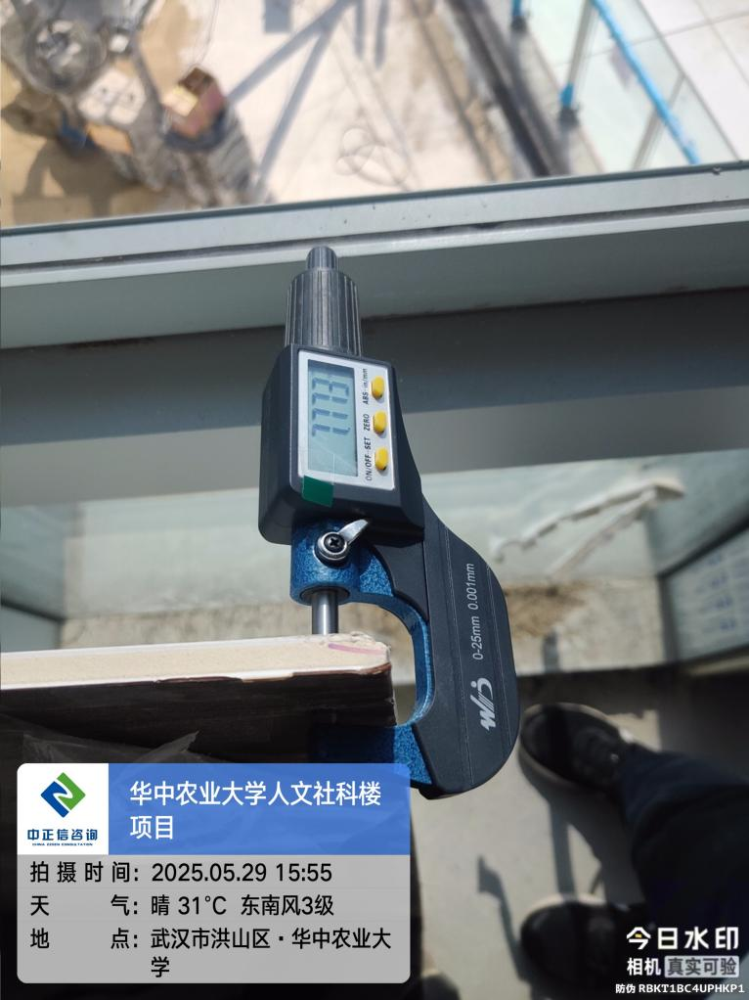 ABS in/mm
ZERO
ON/OFF SET
0-25mm 0.001mm
中正信咨询
CHINA ZZXIN CONSULTATION
华中农业大学人文社科楼
项目
拍摄时间: 2025.05.29 15:55
天气: 晴 31°C 东南风3级
地点: 武汉市洪山区·华中农业大
学
今日水印
相机 真实可验
防伪 RBKT1BC4UPHKP1